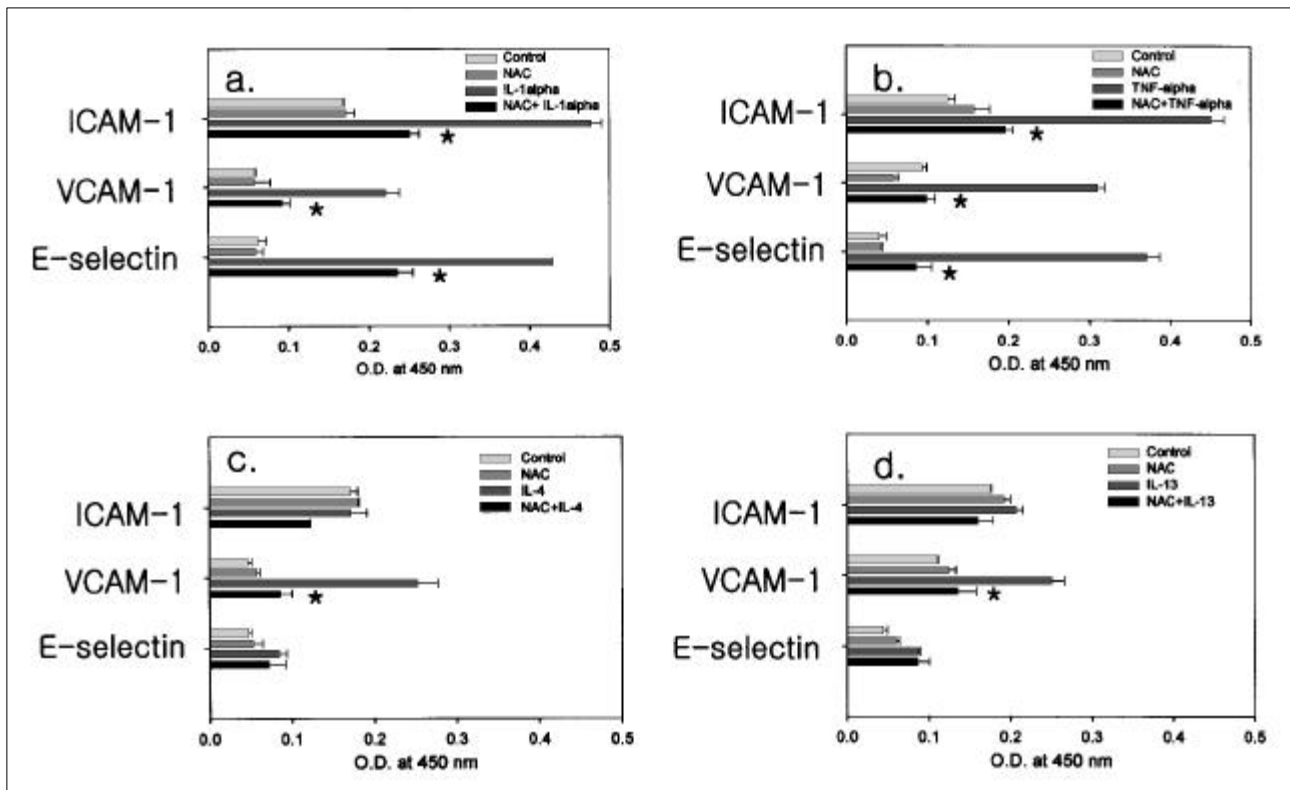 a.
Control
NAC
IL-1alpha
NAC+ IL-1alpha
ICAM-1
*
VCAM-1
*
E-selectin
*
0.0 0.1 0.2 0.3 0.4 0.5
O.D. at 450 nm
b.
Control
NAC
TNF-alpha
NAC+TNF-alpha
ICAM-1
*
VCAM-1
*
E-selectin
*
0.0 0.1 0.2 0.3 0.4 0.5
O.D. at 450 nm
c.
Control
NAC
IL-4
NAC+IL-4
ICAM-1
VCAM-1
*
E-selectin
0.0 0.1 0.2 0.3 0.4 0.5
O.D. at 450 nm
d.
Control
NAC
IL-13
NAC+IL-13
ICAM-1
VCAM-1
*
E-selectin
0.0 0.1 0.2 0.3 0.4 0.5
O.D. at 450 nm